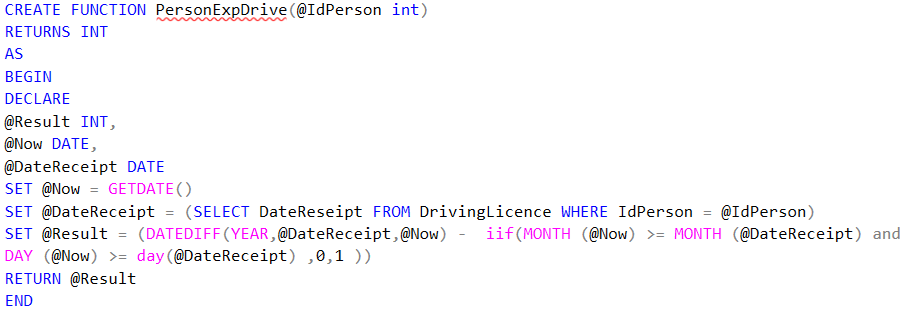 CREATE FUNCTION PersonExpDrive(@IdPerson int)
RETURNS INT
AS
BEGIN
DECLARE
@Result INT,
@Now DATE,
@DateReceipt DATE
SET @Now = GETDATE()
SET @DateReceipt = (SELECT DateReseipt FROM DrivingLicence WHERE IdPerson = @IdPerson)
SET @Result = (DATEDIFF(YEAR,@DateReceipt,@Now) -  iif(MONTH (@Now) >= MONTH (@DateReceipt) and
DAY (@Now) >= day(@DateReceipt) ,0,1 ))
RETURN @Result
END